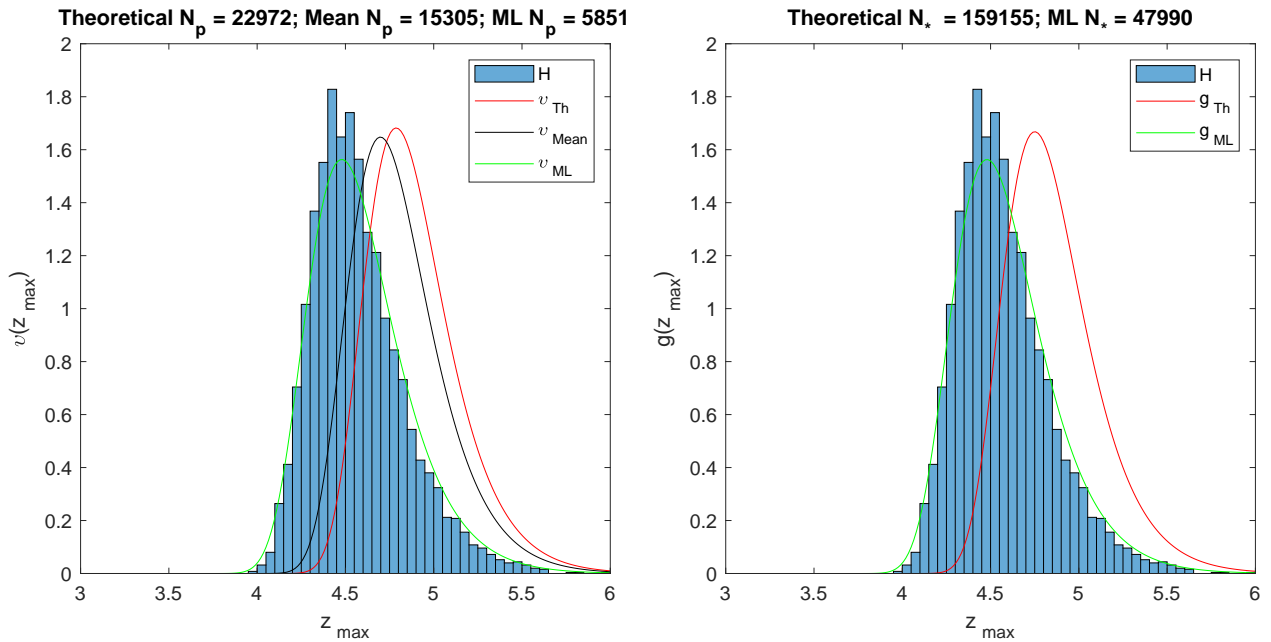 Theoretical N_p = 22972; Mean N_p = 15305; ML N_p = 5851
2
1.8
1.6
1.4
1.2
1
0.8
0.6
0.4
0.2
0
υ(z_max)
3
3.5
4
4.5
5
5.5
6
z_max
H
υ_Th
υ_Mean
υ_ML
Theoretical N_* = 159155; ML N_* = 47990
2
1.8
1.6
1.4
1.2
1
0.8
0.6
0.4
0.2
0
g(z_max)
3
3.5
4
4.5
5
5.5
6
z_max
H
g_Th
g_ML